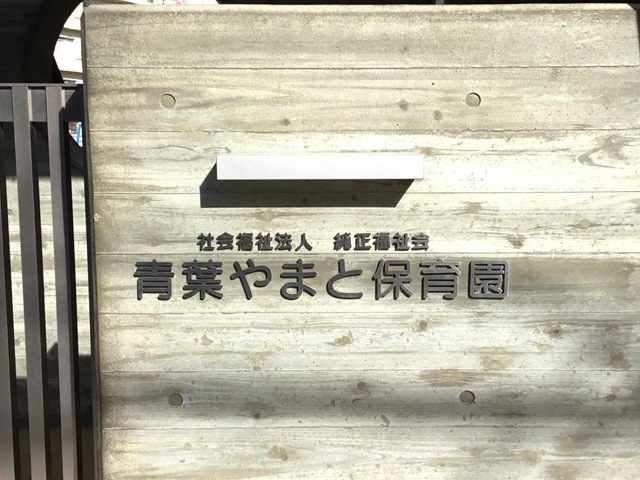 社会福祉法人　純正福祉会
青葉やまと保育園